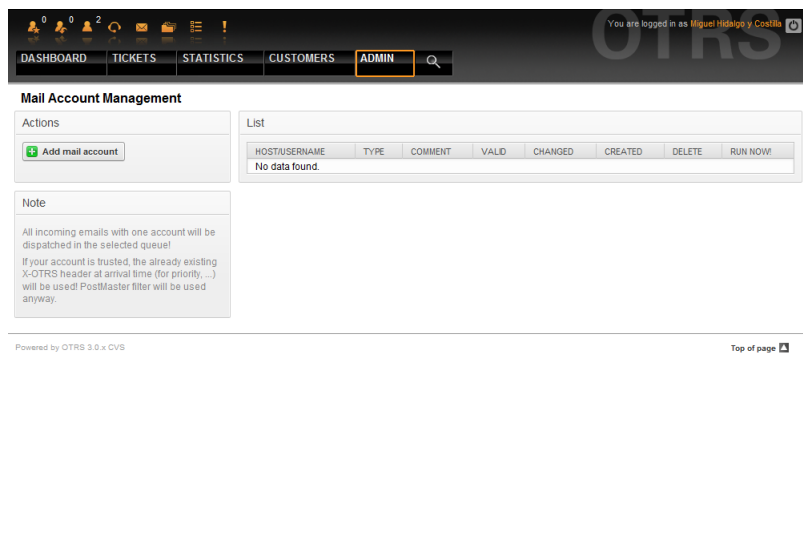 0 0 2
You are logged in as Miguel Hidalgo y Costilla
OTRS
DASHBOARD TICKETS STATISTICS CUSTOMERS ADMIN
Mail Account Management
Actions
Add mail account
List
HOST/USERNAME TYPE COMMENT VALID CHANGED CREATED DELETE RUN NOW!
No data found.
Note
All incoming emails with one account will be
dispatched in the selected queue!
If your account is trusted, the already existing
X-OTRS header at arrival time (for priority, ...)
will be used! PostMaster filter will be used
anyway.
Powered by OTRS 3.0.x CVS
Top of page